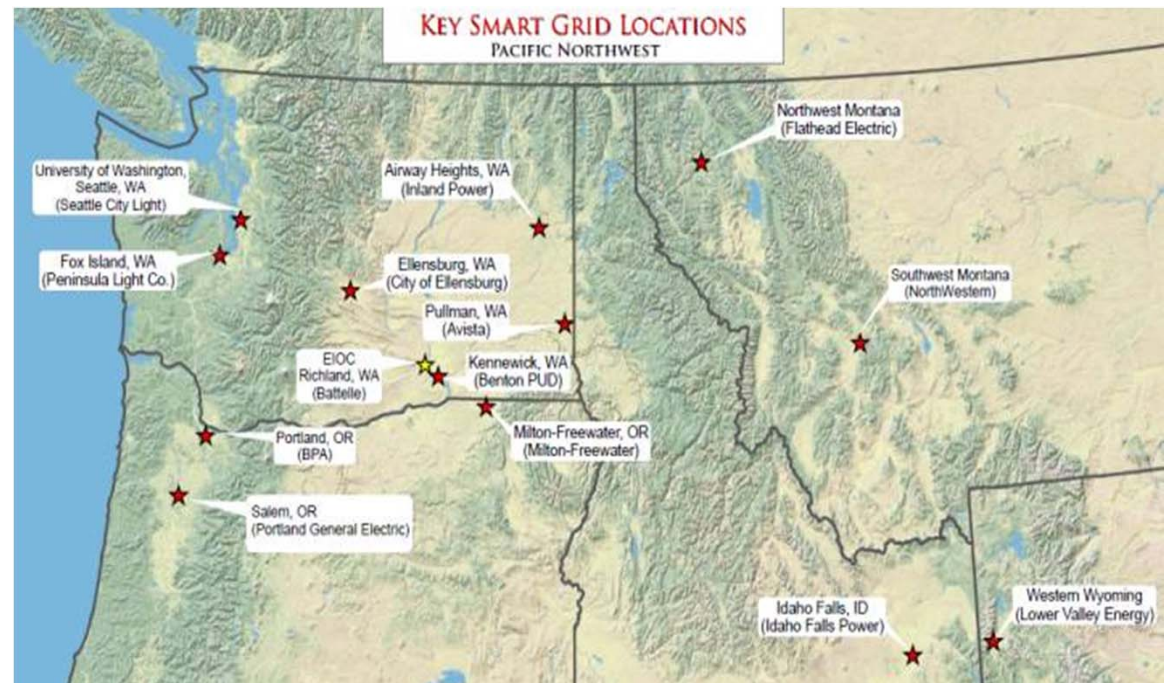 KEY SMART GRID LOCATIONS
PACIFIC NORTHWEST
Northwest Montana
(Flathead Electric)
University of Washington,
Seattle, WA
(Seattle City Light)
Airway Heights, WA
(Inland Power)
Fox Island, WA
(Peninsula Light Co.)
Ellensburg, WA
(City of Ellensburg)
Southwest Montana
(NorthWestern)
Pullman, WA
(Avista)
EIOC
Richland, WA
(Battelle)
Kennewick, WA
(Benton PUD)
Portland, OR
(BPA)
Milton-Freewater, OR
(Milton-Freewater)
Salem, OR
(Portland General Electric)
Idaho Falls, ID
(Idaho Falls Power)
Western Wyoming
(Lower Valley Energy)